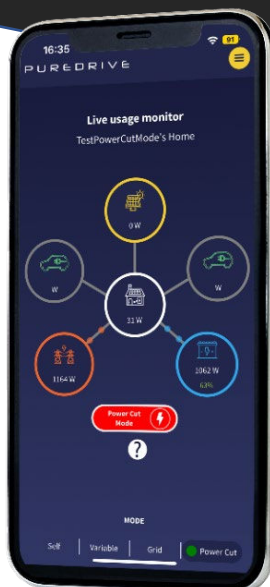 16:35
91
PUREDRIVE
Live usage monitor
TestPowerCutMode's Home
0 W
W
W
31 W
1164 W
1062 W
63%
Power Cut
Mode
?
MODE
Self
Variable
Grid
Power Cut